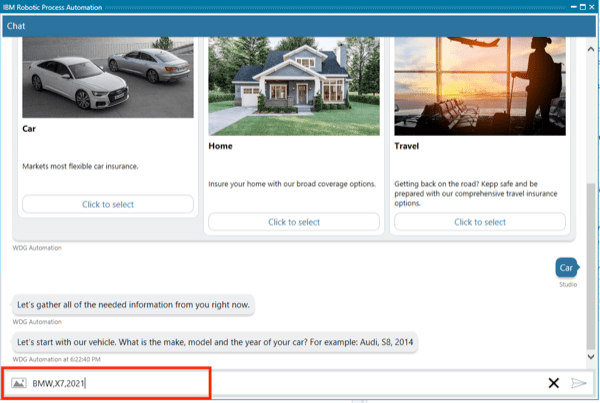 IBM Robotic Process Automation
Chat
Car
Home
Travel
Markets most flexible car insurance.
Insure your home with our broad coverage options.
Getting back on the road? Kepp safe and be
prepared with our comprehensive travel insurance
options.
Click to select
Click to select
Click to select
WDG Automation
Car
Studio
Let's gather all of the needed information from you right now.
WDG Automation
Let's start with our vehicle. What is the make, model and the year of your car? For example: Audi, S8, 2014
WDG Automation at 6:22:40 PM
BMW,X7,2021